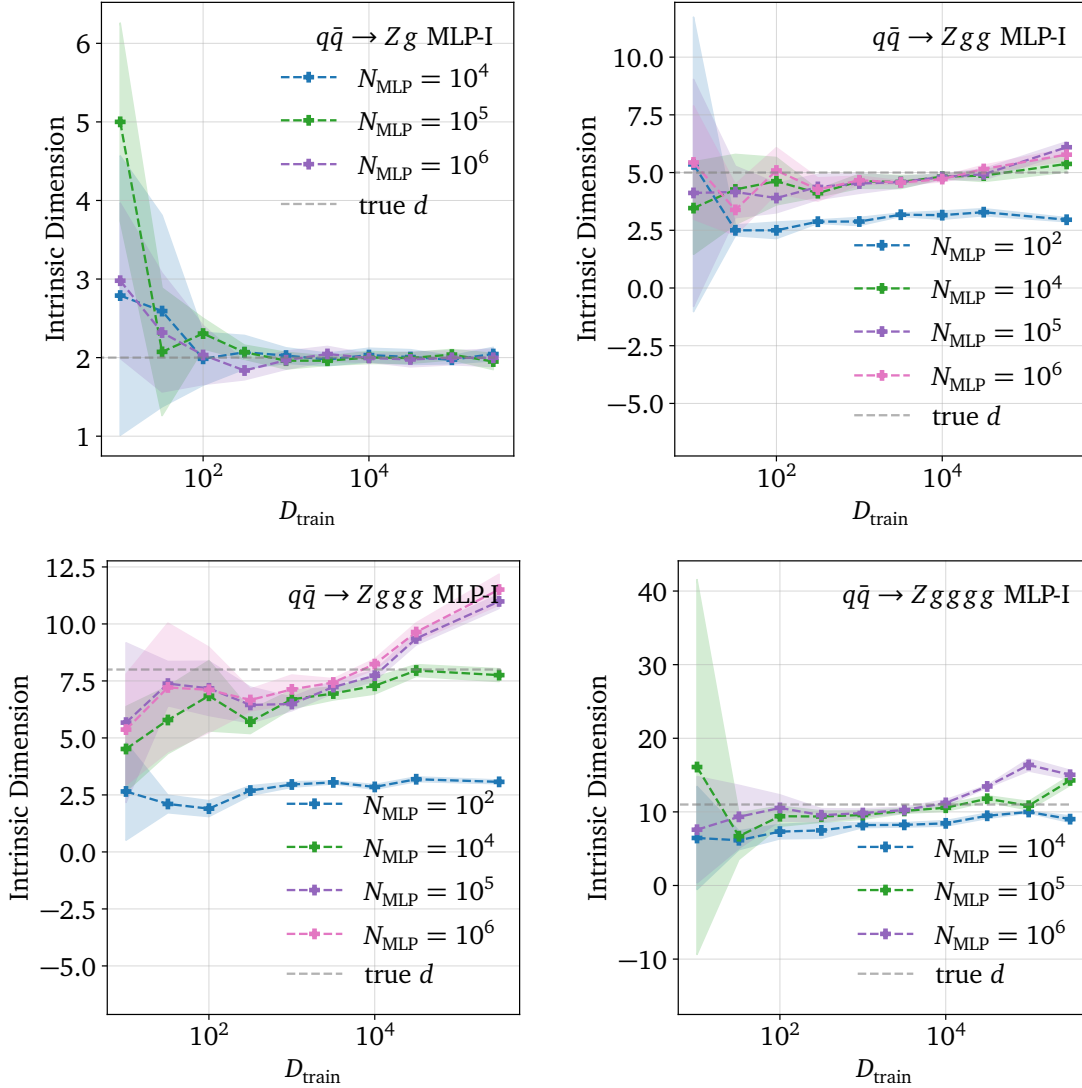 qq̄ → Zg MLP-I
N_MLP = 10^4
N_MLP = 10^5
N_MLP = 10^6
true d
Intrinsic Dimension
6
5
4
3
2
1
10^2
10^4
D_train
qq̄ → Zgg MLP-I
N_MLP = 10^2
N_MLP = 10^4
N_MLP = 10^5
N_MLP = 10^6
true d
Intrinsic Dimension
10.0
7.5
5.0
2.5
0.0
−2.5
−5.0
10^2
10^4
D_train
qq̄ → Zggg MLP-I
N_MLP = 10^2
N_MLP = 10^4
N_MLP = 10^5
N_MLP = 10^6
true d
Intrinsic Dimension
12.5
10.0
7.5
5.0
2.5
0.0
−2.5
−5.0
10^2
10^4
D_train
qq̄ → Zgggg MLP-I
N_MLP = 10^4
N_MLP = 10^5
N_MLP = 10^6
true d
Intrinsic Dimension
40
30
20
10
0
−10
10^2
10^4
D_train